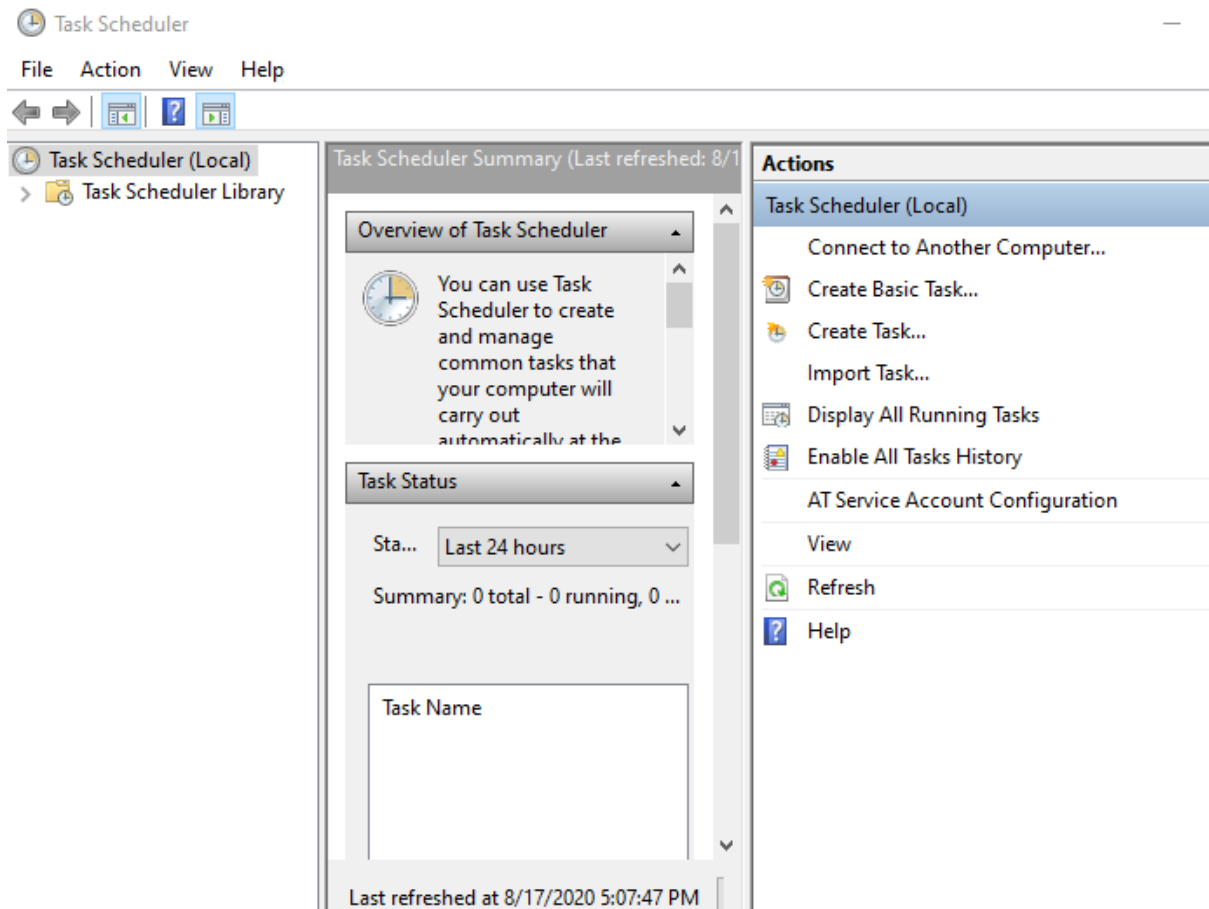 Task Scheduler
File Action View Help
Task Scheduler (Local)
Task Scheduler Library
Task Scheduler Summary (Last refreshed: 8/1
Overview of Task Scheduler
You can use Task
Scheduler to create
and manage
common tasks that
your computer will
carry out
automatically at the
Task Status
Sta... Last 24 hours
Summary: 0 total - 0 running, 0 ...
Task Name
Last refreshed at 8/17/2020 5:07:47 PM
Actions
Task Scheduler (Local)
Connect to Another Computer...
Create Basic Task...
Create Task...
Import Task...
Display All Running Tasks
Enable All Tasks History
AT Service Account Configuration
View
Refresh
Help